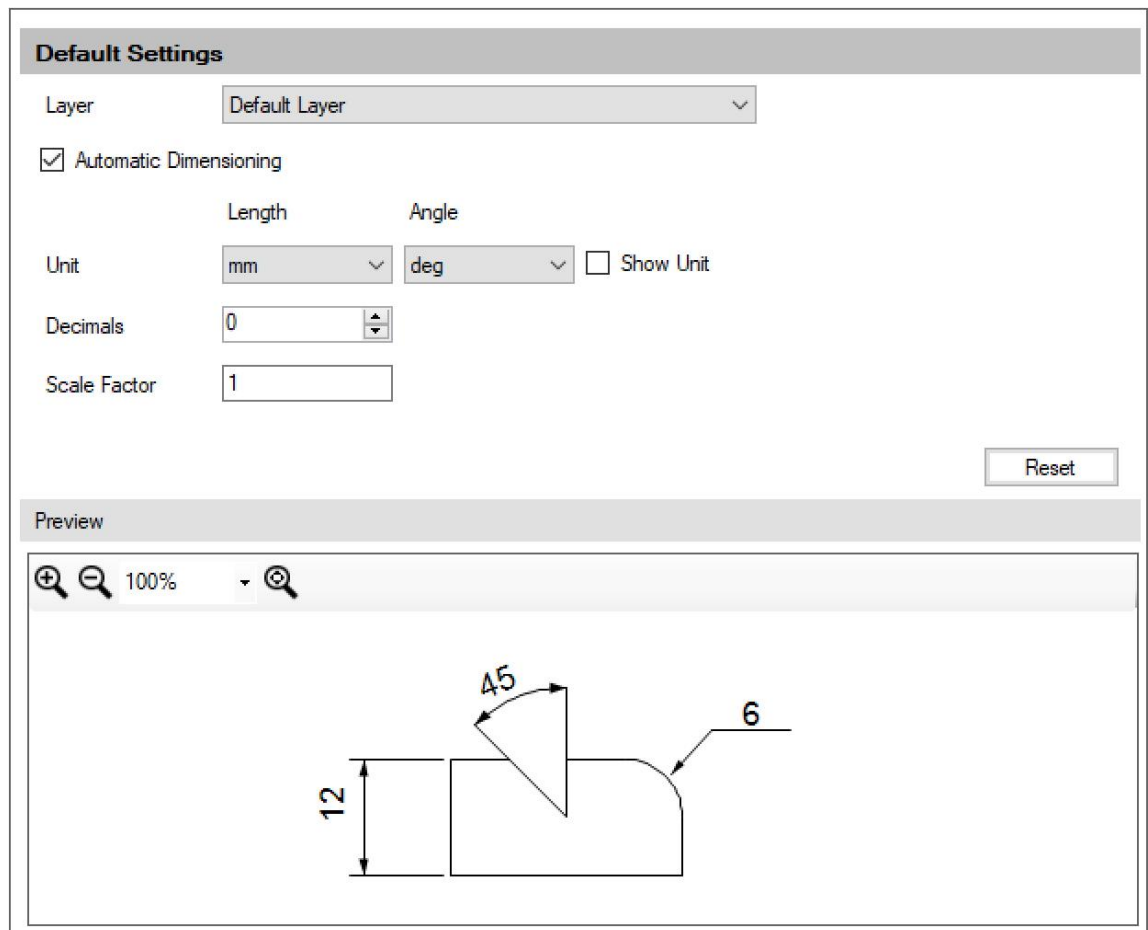 Default Settings
Layer Default Layer
Automatic Dimensioning
Length Angle
Unit mm deg Show Unit
Decimals 0
Scale Factor 1
Reset
Preview
100%
45
6
12